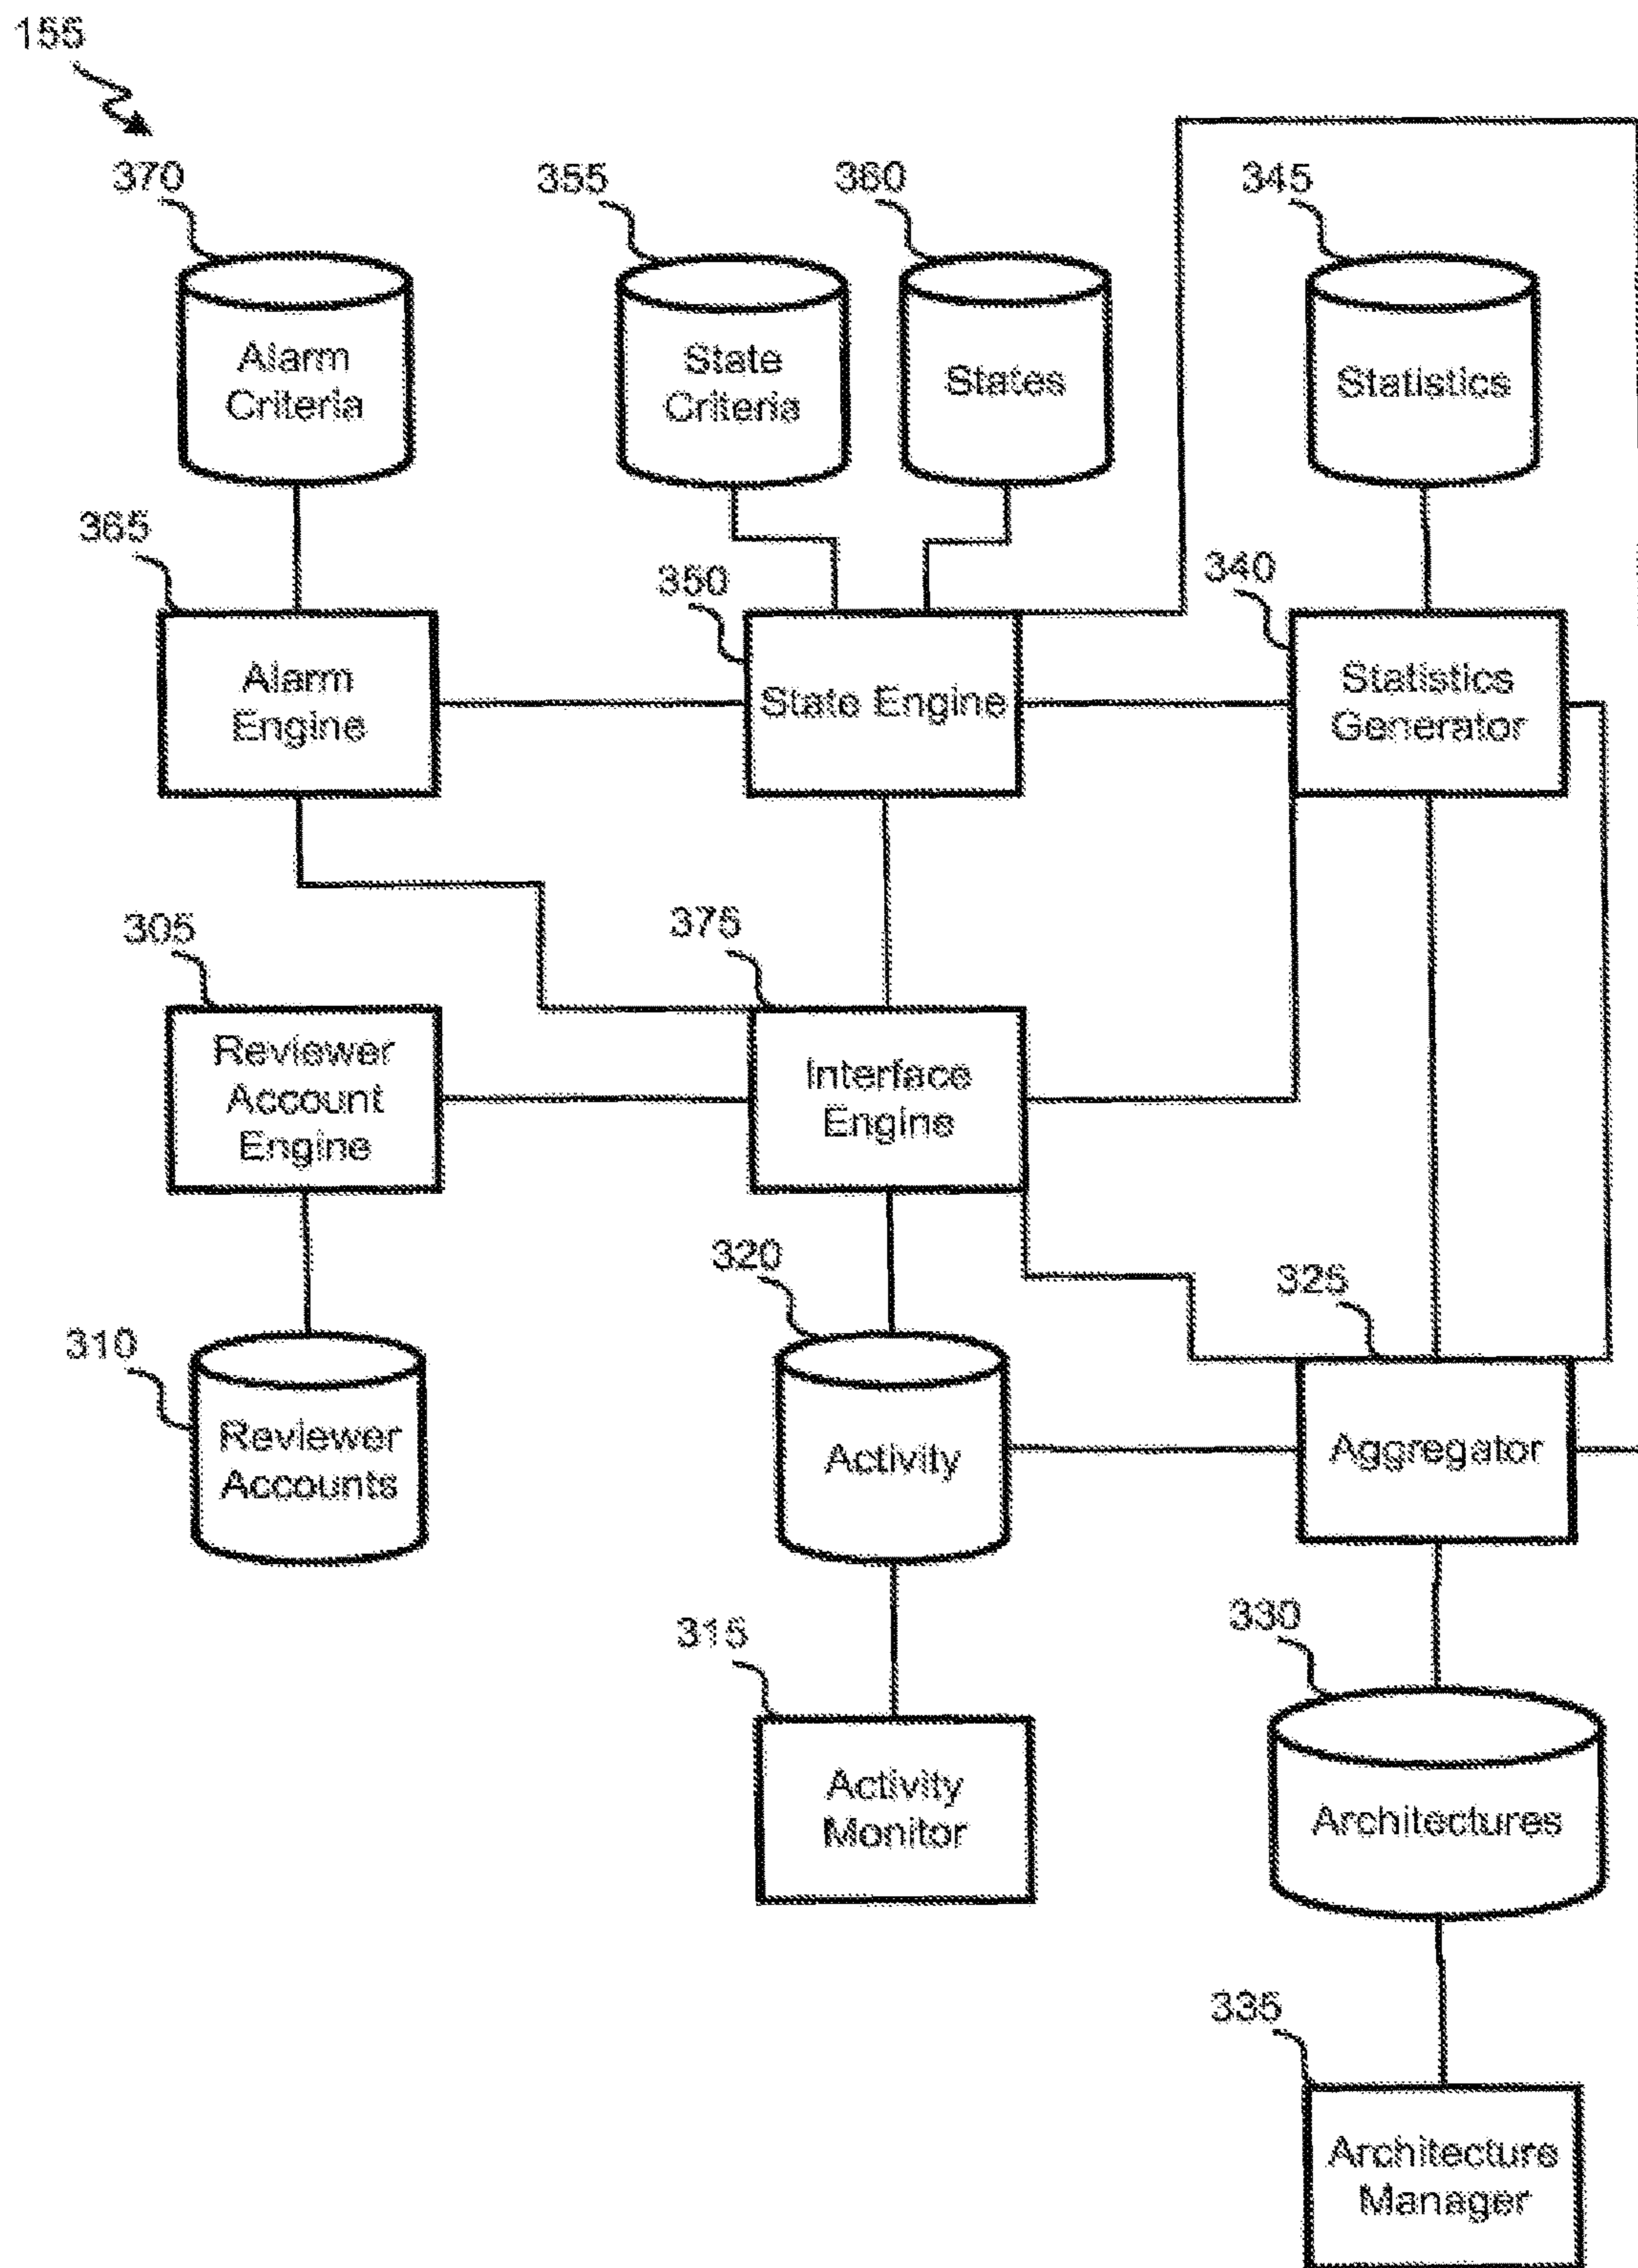 155
370
355
360
345
Alarm
Criteria
State
Criteria
States
Statistics
365
350
340
Alarm
Engine
State Engine
Statistics
Generator
305
375
Reviewer
Account
Engine
Interface
Engine
320
325
310
Reviewer
Accounts
Activity
Aggregator
315
330
Activity
Monitor
Architectures
335
Architecture
Manager